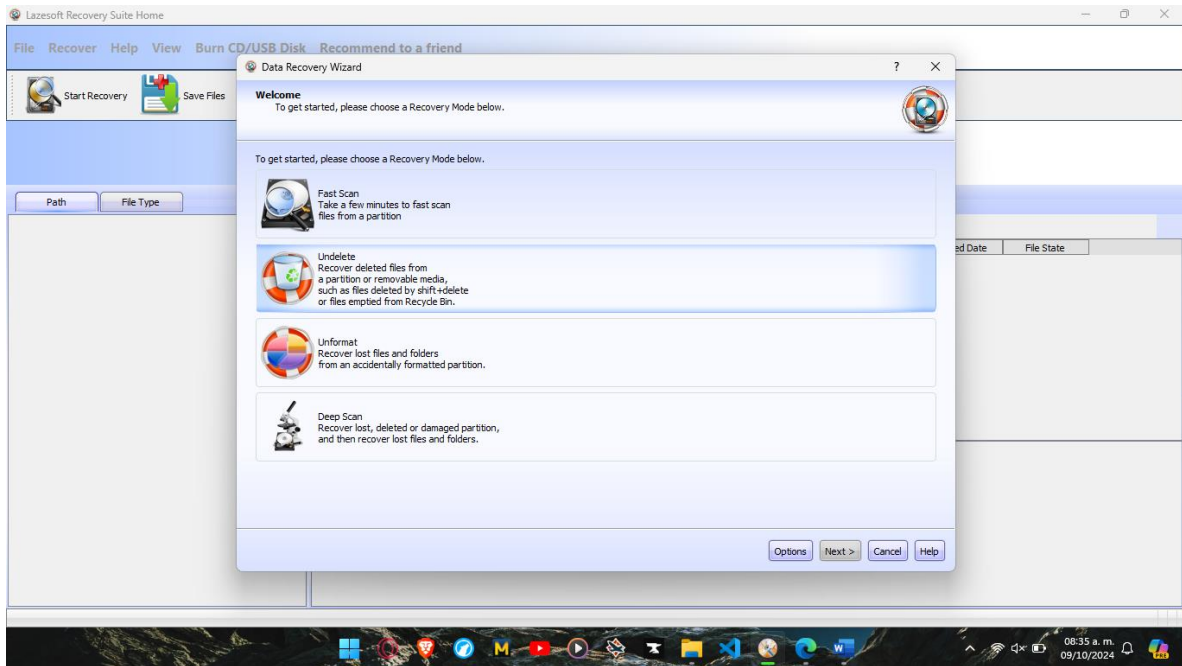 Lazesoft Recovery Suite Home
File Recover Help View Burn CD/USB Disk Recommend to a friend
Data Recovery Wizard
?
Start Recovery
Save Files
Welcome
To get started, please choose a Recovery Mode below.
To get started, please choose a Recovery Mode below.
Path
File Type
Fast Scan
Take a few minutes to fast scan
files from a partition
ed Date
File State
Undelete
Recover deleted files from
a partition or removable media,
such as files deleted by shift+delete
or files emptied from Recycle Bin.
Unformat
Recover lost files and folders
from an accidentally formatted partition.
Deep Scan
Recover lost, deleted or damaged partition,
and then recover lost files and folders.
Options
Next >
Cancel
Help
08:35 a. m.
09/10/2024
PRE